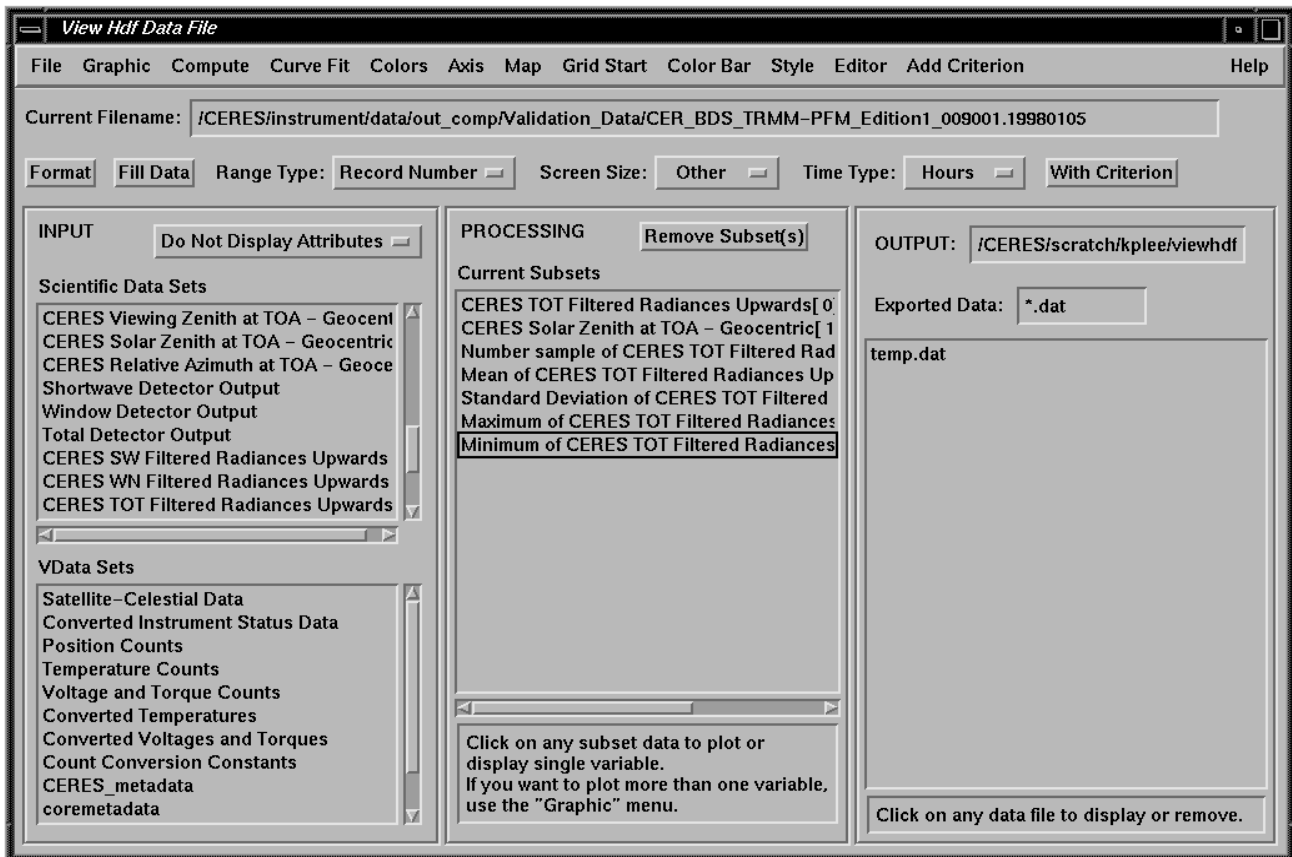 View Hdf Data File
File Graphic Compute Curve Fit Colors Axis Map Grid Start Color Bar Style Editor Add Criterion Help
Current Filename: /CERES/instrument/data/out_comp/Validation_Data/CER_BDS_TRMM-PFM_Edition1_009001.19980105
Format Fill Data Range Type: Record Number Screen Size: Other Time Type: Hours With Criterion
INPUT Do Not Display Attributes
Scientific Data Sets
CERES Viewing Zenith at TOA - Geocent
CERES Solar Zenith at TOA - Geocentric
CERES Relative Azimuth at TOA - Geoce
Shortwave Detector Output
Window Detector Output
Total Detector Output
CERES SW Filtered Radiances Upwards
CERES WN Filtered Radiances Upwards
CERES TOT Filtered Radiances Upwards
VData Sets
Satellite-Celestial Data
Converted Instrument Status Data
Position Counts
Temperature Counts
Voltage and Torque Counts
Converted Temperatures
Converted Voltages and Torques
Count Conversion Constants
CERES_metadata
coremetadata
PROCESSING Remove Subset(s)
Current Subsets
CERES TOT Filtered Radiances Upwards[ 0]
CERES Solar Zenith at TOA - Geocentric[ 1
Number sample of CERES TOT Filtered Rad
Mean of CERES TOT Filtered Radiances Up
Standard Deviation of CERES TOT Filtered
Maximum of CERES TOT Filtered Radiances
Minimum of CERES TOT Filtered Radiances
Click on any subset data to plot or
display single variable.
If you want to plot more than one variable,
use the "Graphic" menu.
OUTPUT: /CERES/scratch/kplee/viewhdf
Exported Data: *.dat
temp.dat
Click on any data file to display or remove.